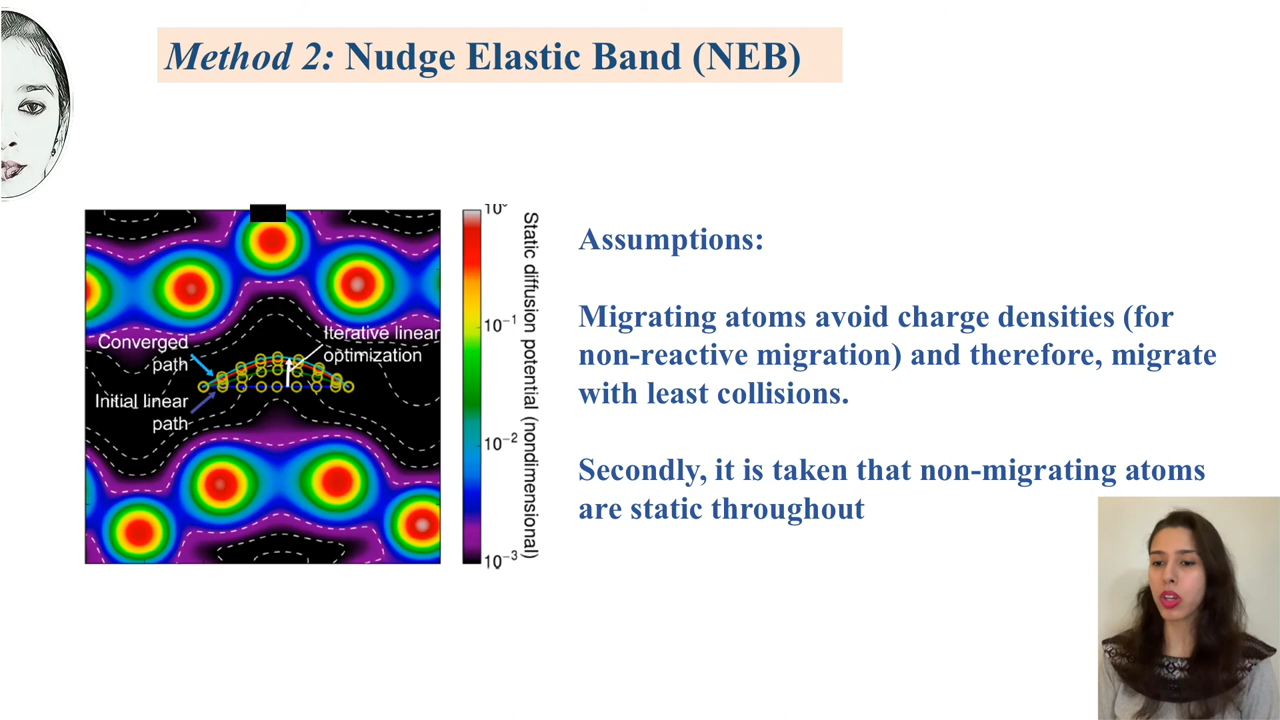 Method 2: Nudge Elastic Band (NEB)
Converged
path
Iterative linear
optimization
Initial linear
path
10⁻¹
10⁻²
10⁻³
Static diffusion potential (nondimensional)
Assumptions:
Migrating atoms avoid charge densities (for
non-reactive migration) and therefore, migrate
with least collisions.
Secondly, it is taken that non-migrating atoms
are static throughout